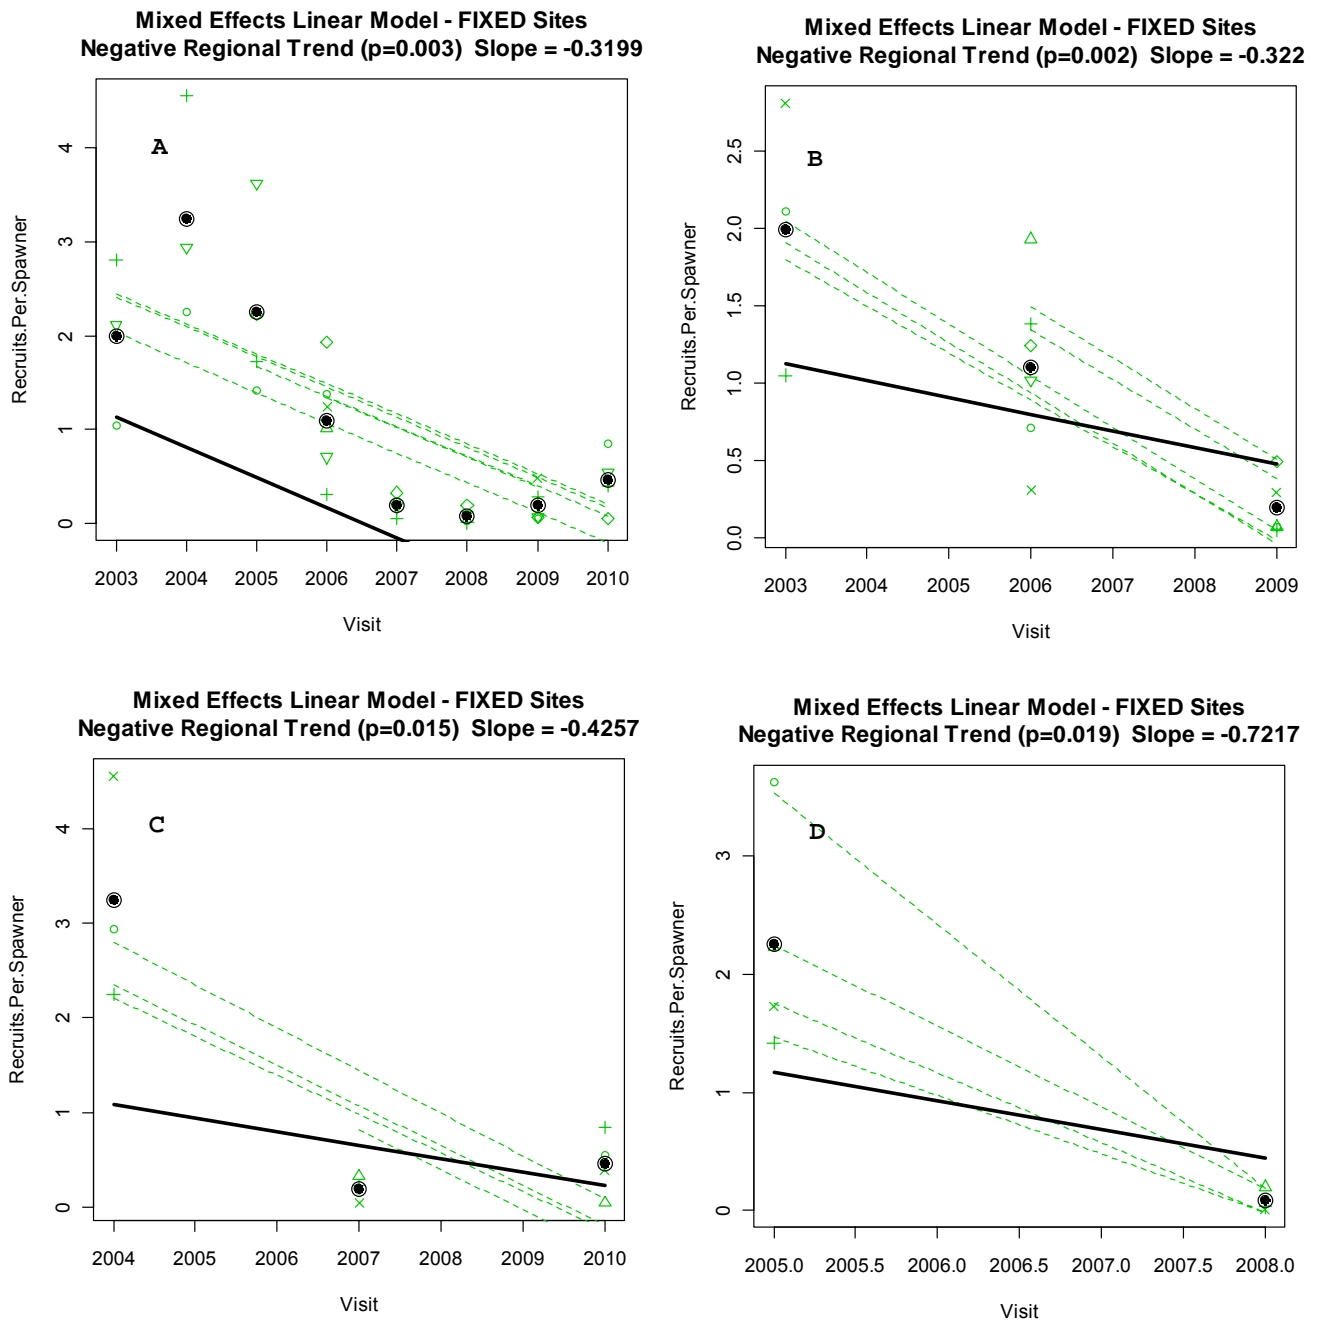 Mixed Effects Linear Model - FIXED Sites
Negative Regional Trend (p=0.003) Slope = -0.3199
A
Recruits.Per.Spawner
4
3
2
1
0
2003 2004 2005 2006 2007 2008 2009 2010
Visit
Mixed Effects Linear Model - FIXED Sites
Negative Regional Trend (p=0.002) Slope = -0.322
B
Recruits.Per.Spawner
2.5
2.0
1.5
1.0
0.5
0.0
2003 2004 2005 2006 2007 2008 2009
Visit
Mixed Effects Linear Model - FIXED Sites
Negative Regional Trend (p=0.015) Slope = -0.4257
C
Recruits.Per.Spawner
4
3
2
1
0
2004 2005 2006 2007 2008 2009 2010
Visit
Mixed Effects Linear Model - FIXED Sites
Negative Regional Trend (p=0.019) Slope = -0.7217
D
Recruits.Per.Spawner
3
2
1
0
2005.0 2005.5 2006.0 2006.5 2007.0 2007.5 2008.0
Visit